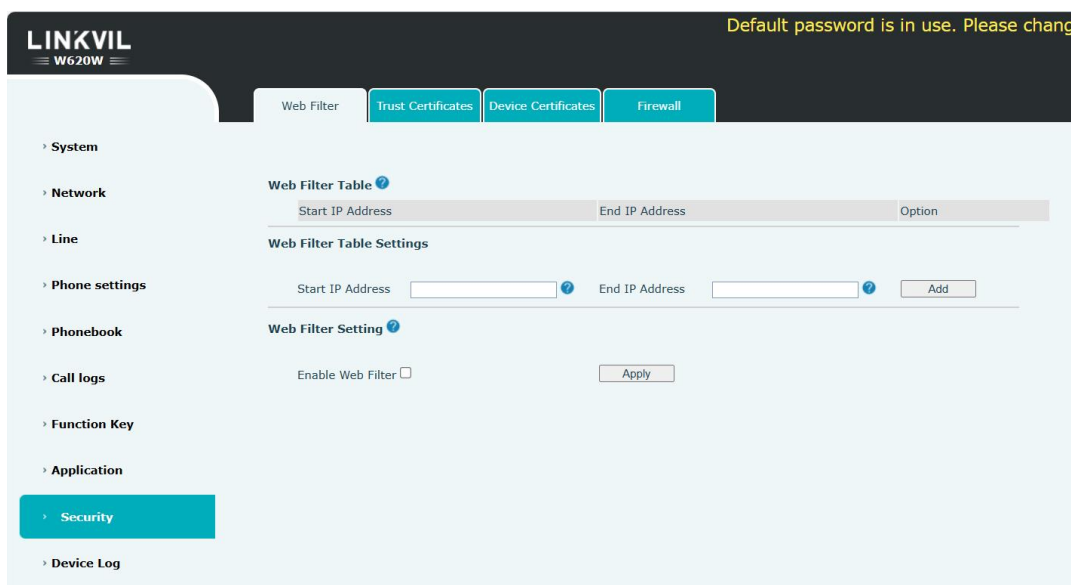 Default password is in use. Please chang
LINKVIL
W620W
Web Filter Trust Certificates Device Certificates Firewall
› System
› Network
› Line
› Phone settings
› Phonebook
› Call logs
› Function Key
› Application
› Security
› Device Log
Web Filter Table
Start IP Address End IP Address Option
Web Filter Table Settings
Start IP Address End IP Address Add
Web Filter Setting
Enable Web Filter Apply